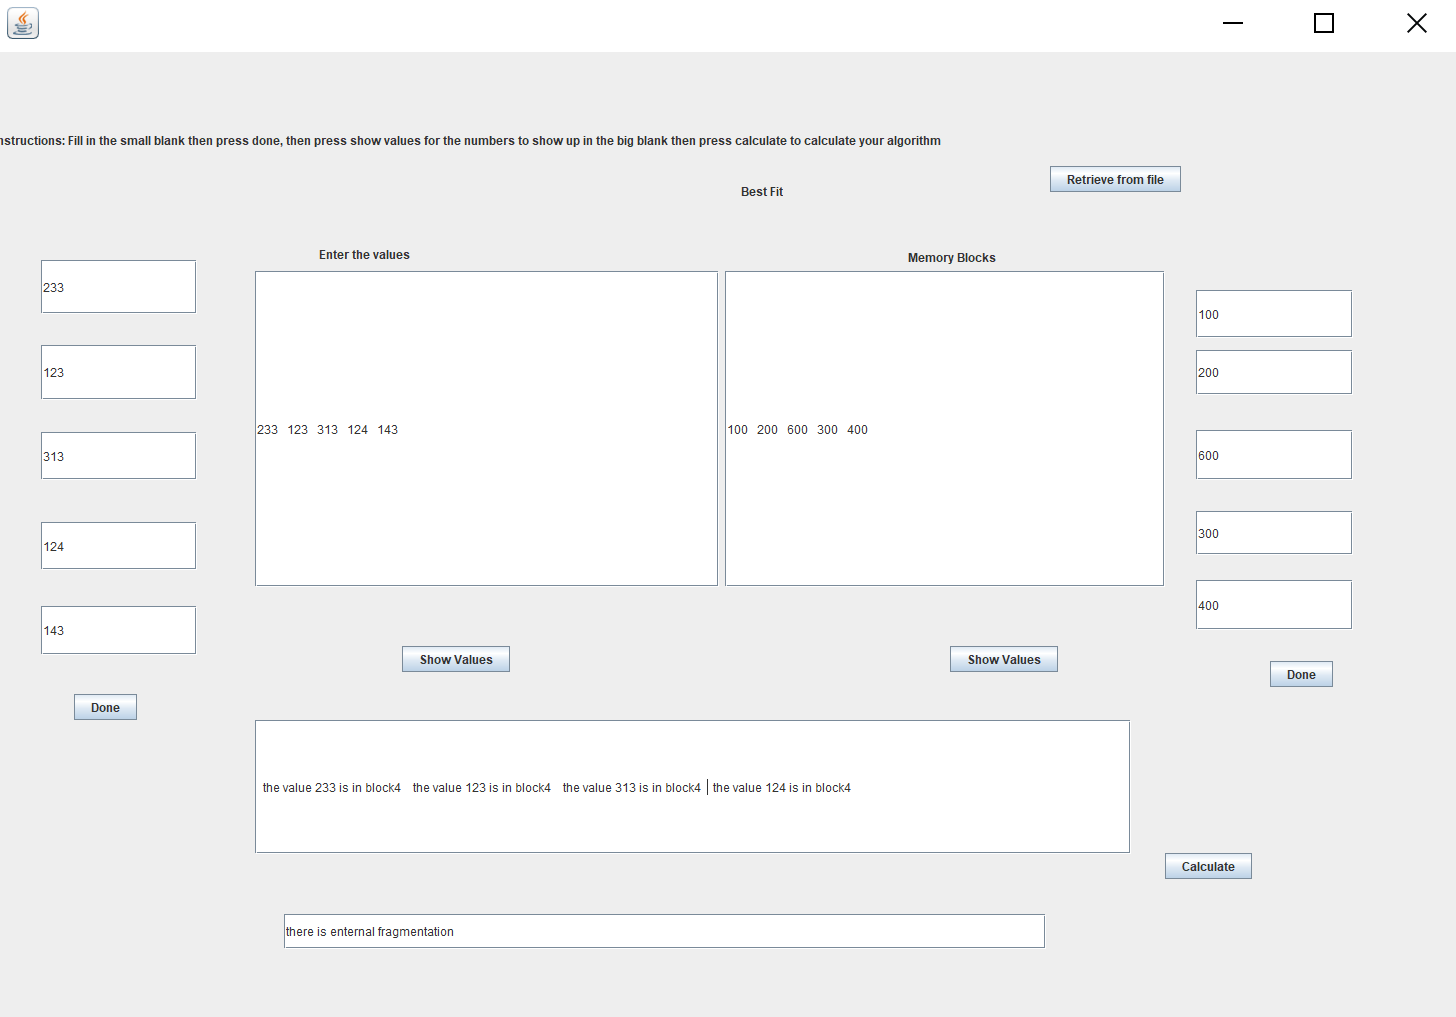 nstructions: Fill in the small blank then press done, then press show values for the numbers to show up in the big blank then press calculate to calculate your algorithm
Retrieve from file
Best Fit
Enter the values
Memory Blocks
233
123
313
124
143
Done
233 123 313 124 143
Show Values
100 200 600 300 400
Show Values
100
200
600
300
400
Done
the value 233 is in block4 the value 123 is in block4 the value 313 is in block4 the value 124 is in block4
Calculate
there is enternal fragmentation